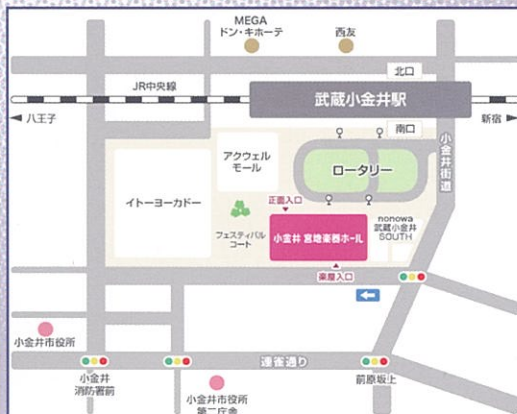 MEGA
ドン・キホーテ
西友
北口
JR中央線
武蔵小金井駅
八王子
新宿
南口
小金井街道
アクウェル
モール
ロータリー
イトーヨーカドー
正面入口
フェスティバル
コート
小金井 宮地楽器ホール
nonowa
武蔵小金井
SOUTH
楽屋入口
小金井市役所
連雀通り
小金井
消防署前
前原坂上
小金井市役所
第二庁舎